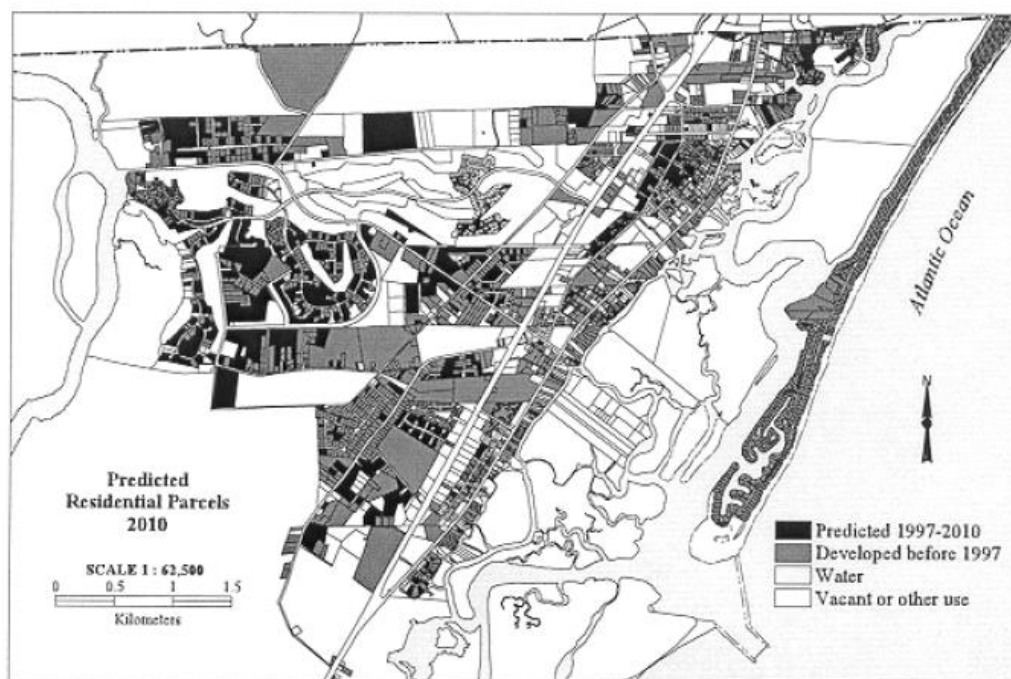 Atlantic Ocean
N
Predicted
Residential Parcels
2010
SCALE 1 : 62,500
0 0.5 1 1.5
Kilometers
Predicted 1997-2010
Developed before 1997
Water
Vacant or other use